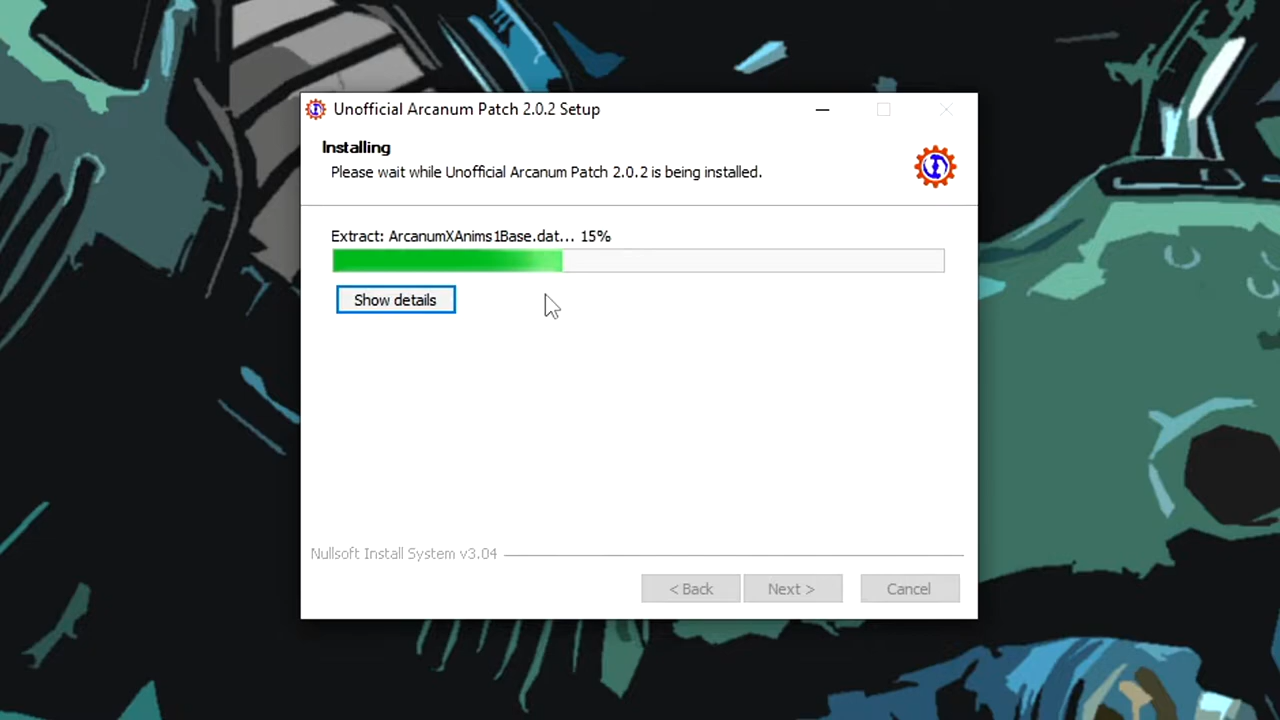 Unofficial Arcanum Patch 2.0.2 Setup
Installing
Please wait while Unofficial Arcanum Patch 2.0.2 is being installed.
Extract: ArcanumXAnims1Base.dat... 15%
Show details
Nullsoft Install System v3.04
< Back Next > Cancel